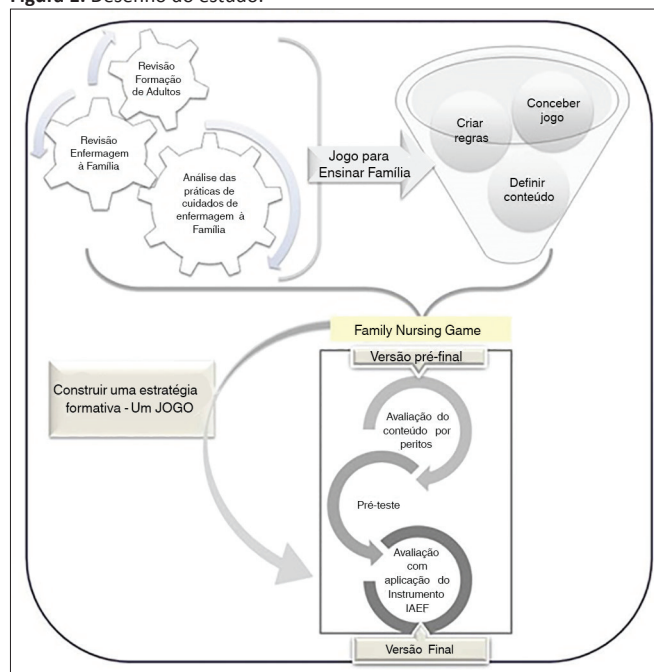 Figura 1. Desenho do estudo.
Revisão
Formação
de Adultos
Revisão
Enfermagem
à Família
Análise das
práticas de
cuidados de
enfermagem à
Família
Jogo para
Ensinar Família
Criar
regras
Conceber
jogo
Definir
conteúdo
Family Nursing Game
Versão pré-final
Construir uma estratégia
formativa - Um JOGO
Avaliação do
conteúdo por
peritos
Pré-teste
Avaliação
com
aplicação do
Instrumento
IAEF
Versão Final